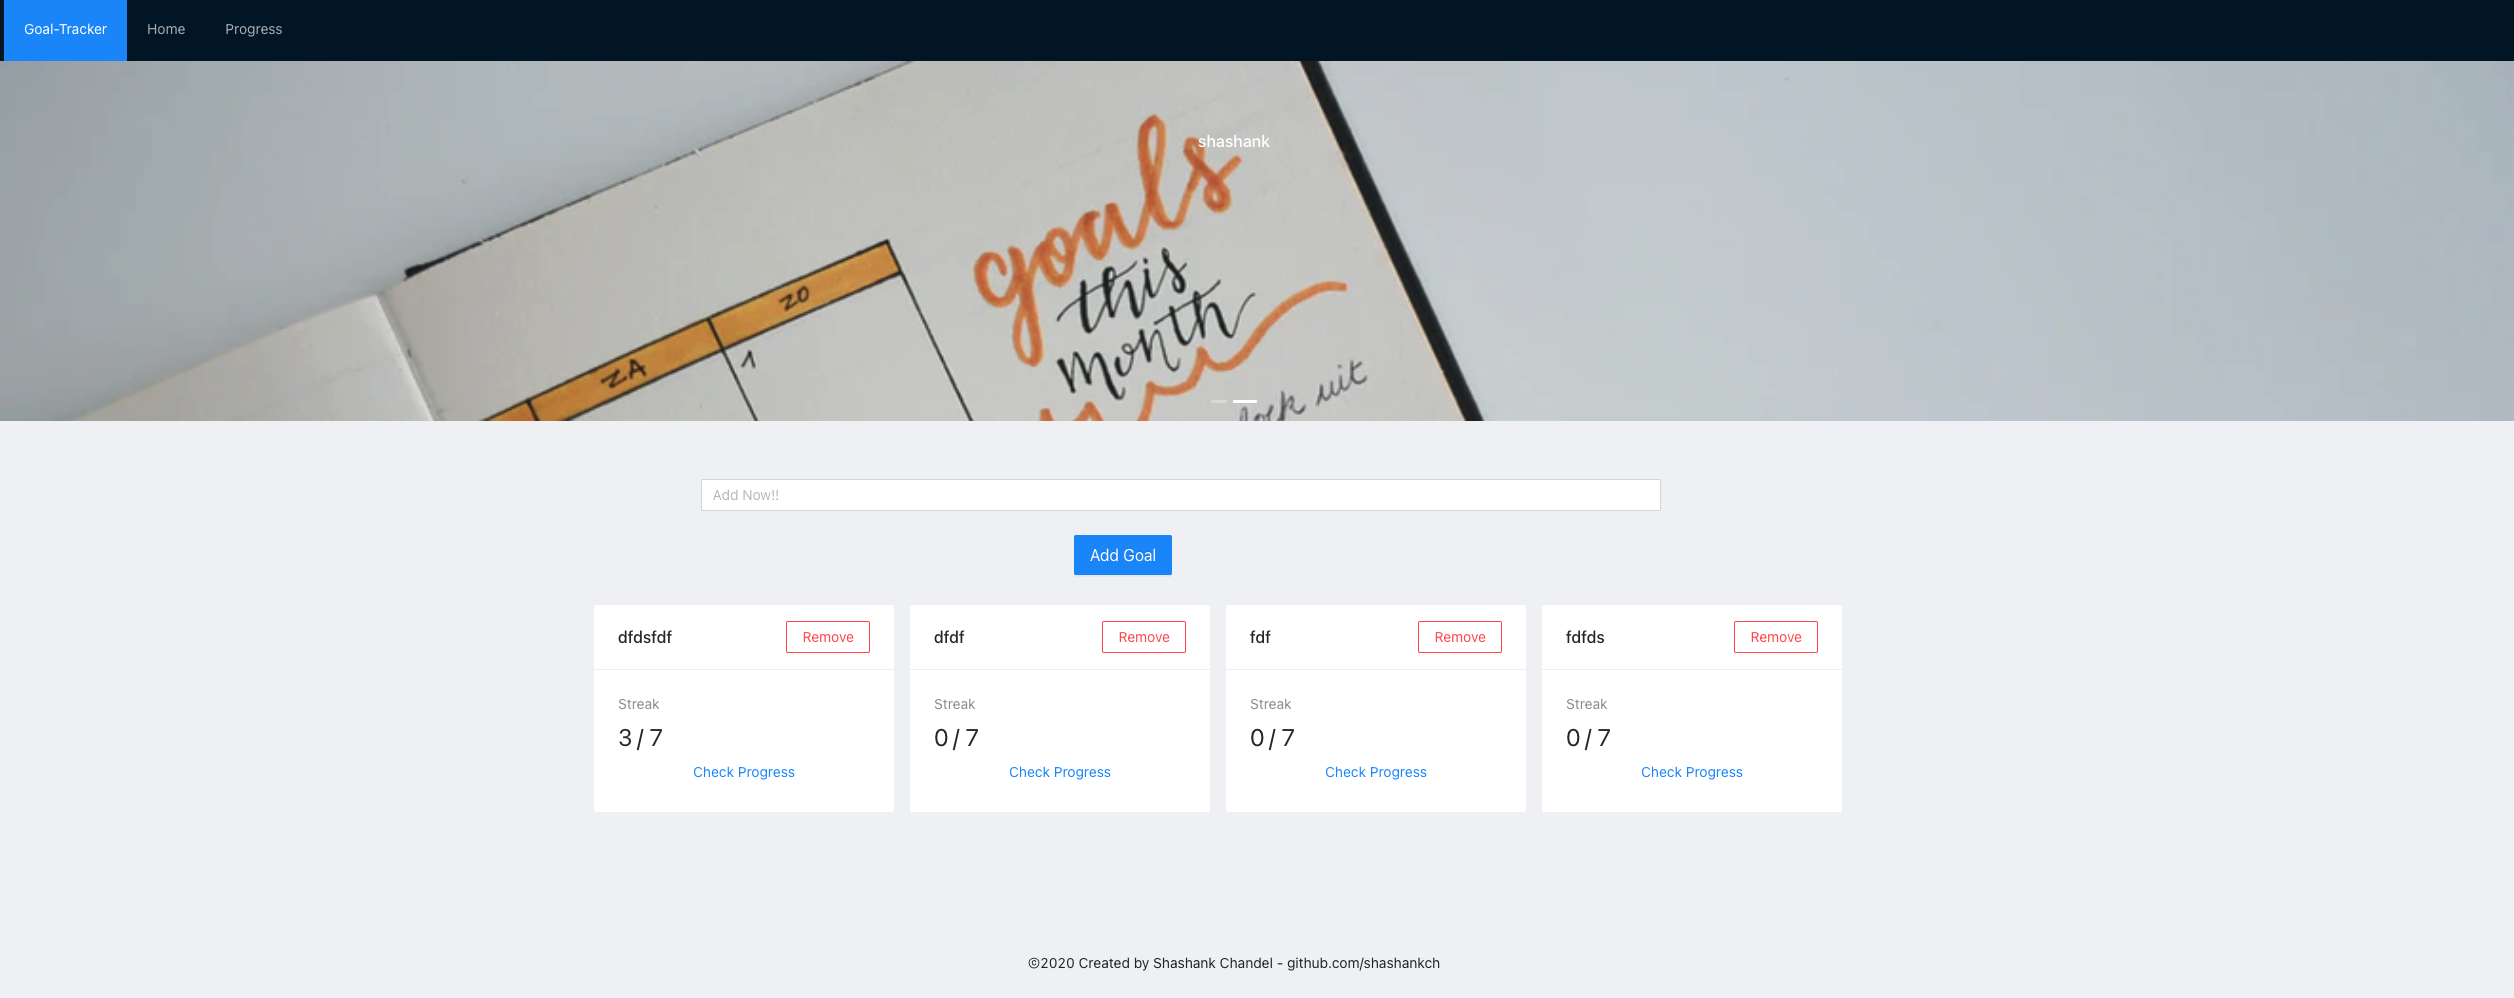 Goal-Tracker Home Progress
shashank
goals
this
month
ZO
ZA
1
uit
Add Now!!
Add Goal
dfdsfdf Remove dfdf Remove fdf Remove fdfds Remove
Streak Streak Streak Streak
3 / 7 0 / 7 0 / 7 0 / 7
Check Progress Check Progress Check Progress Check Progress
©2020 Created by Shashank Chandel - github.com/shashankch